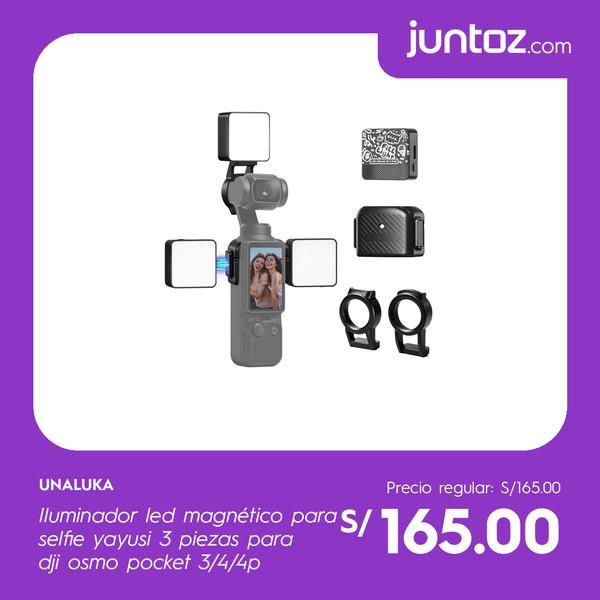 juntoz.com
UNALUKA
Iluminador led magnético para
selfie yayusi 3 piezas para
dji osmo pocket 3/4/4p
Precio regular: S/165.00
S/ 165.00